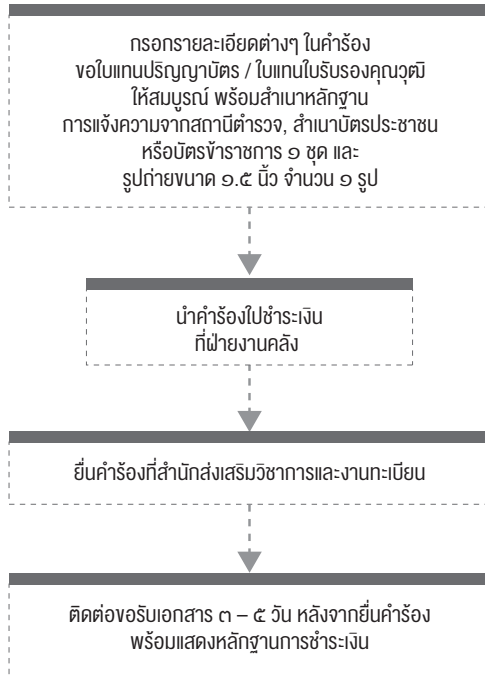 กรอกรายละเอียดต่างๆ ในคำร้อง
ขอใบแทนปริญญาบัตร / ใบแทนใบรับรองคุณวุฒิ
ให้สมบูรณ์ พร้อมสำเนาหลักฐาน
การแจ้งความจากสถานีตำรวจ, สำเนาบัตรประชาชน
หรือบัตรข้าราชการ ๑ ชุด และ
รูปถ่ายขนาด ๑.๕ นิ้ว จำนวน ๑ รูป
นำคำร้องไปชำระเงิน
ที่ฝ่ายงานคลัง
ยื่นคำร้องที่สำนักส่งเสริมวิชาการและงานทะเบียน
ติดต่อขอรับเอกสาร ๓ – ๕ วัน หลังจากยื่นคำร้อง
พร้อมแสดงหลักฐานการชำระเงิน